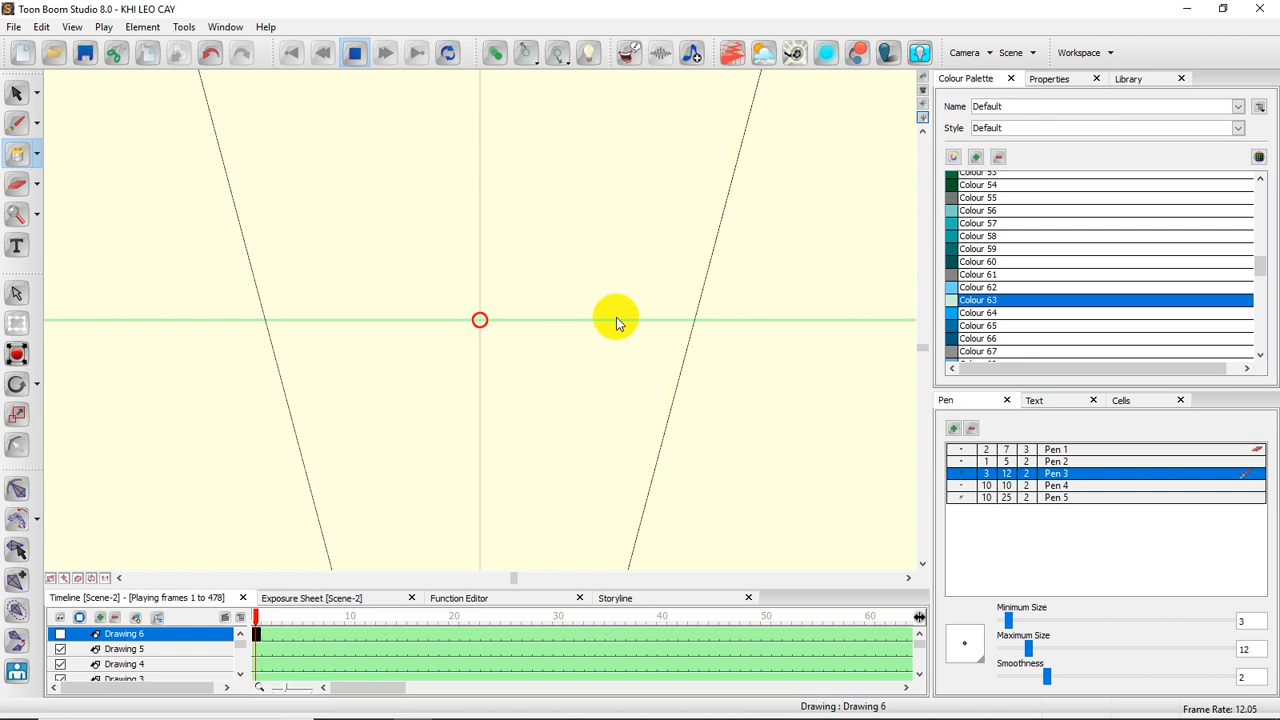 Toon Boom Studio 8.0 - KHI LEO CAY
File Edit View Play Element Tools Window Help
Camera Scene Workspace
Colour Palette Properties Library
Name Default
Style Default
Colour 53
Colour 54
Colour 55
Colour 56
Colour 57
Colour 58
Colour 59
Colour 60
Colour 61
Colour 62
Colour 63
Colour 64
Colour 65
Colour 66
Colour 67
Pen Text Cells
2 7 3 Pen 1
1 5 2 Pen 2
3 12 2 Pen 3
10 10 2 Pen 4
10 25 2 Pen 5
Minimum Size
3
Maximum Size
12
Smoothness
2
T
1:1
Timeline [Scene-2] - [Playing frames 1 to 478] Exposure Sheet [Scene-2] Function Editor Storyline
10 20 30 40 50 60
Drawing 6
Drawing 5
Drawing 4
Drawing 3
Drawing : Drawing 6
Frame Rate: 12.05